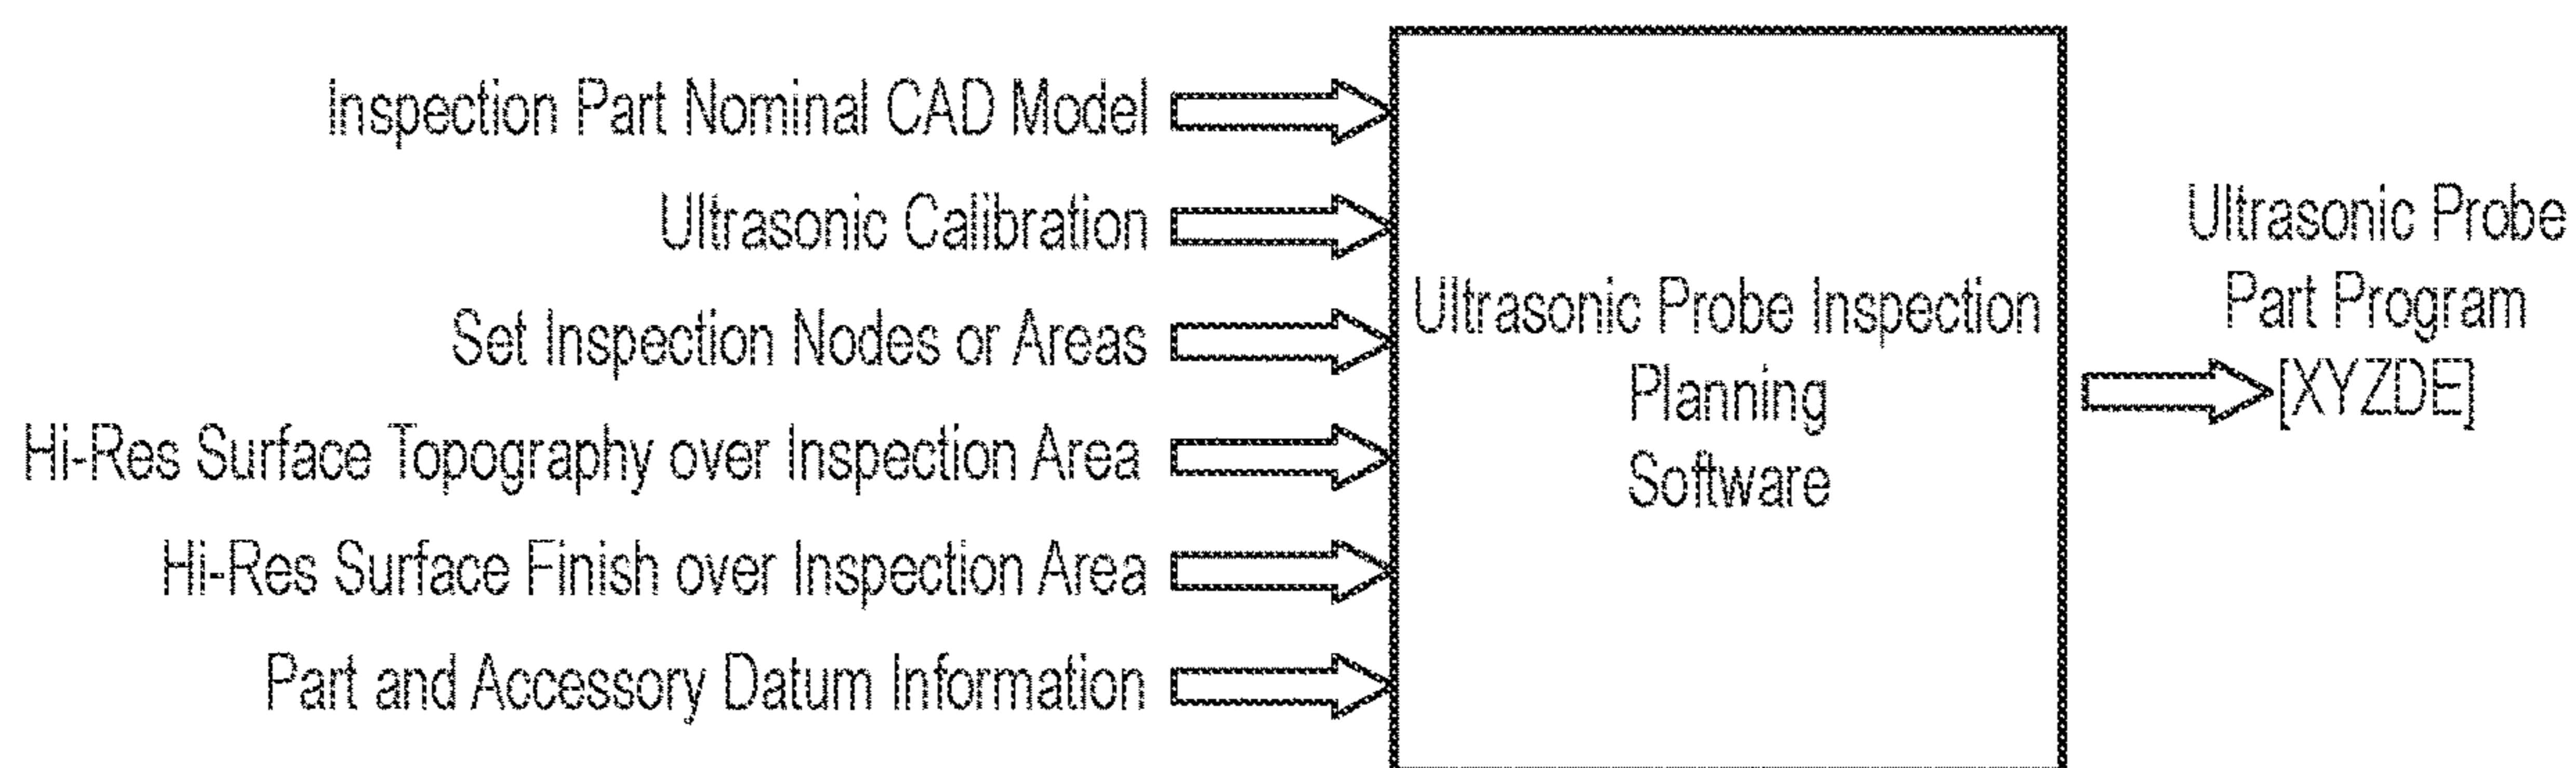 Inspection Part Nominal CAD Model
Ultrasonic Calibration
Set Inspection Nodes or Areas
Hi-Res Surface Topography over Inspection Area
Hi-Res Surface Finish over Inspection Area
Part and Accessory Datum Information
Ultrasonic Probe Inspection
Planning
Software
Ultrasonic Probe
Part Program
[XYZDE]